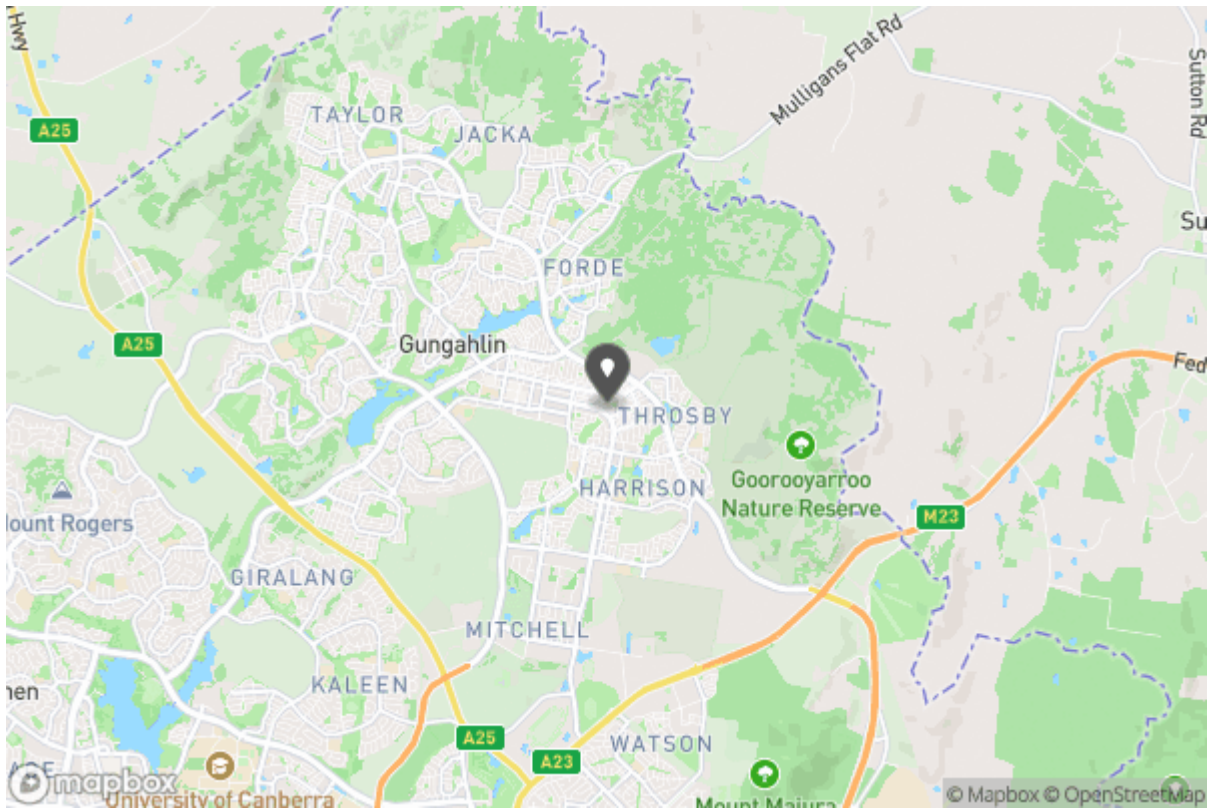 Hwy
Mulligans Flat Rd
Sutton Rd
TAYLOR
A25
JACKA
Su
FORDE
A25
Gungahlin
Fed
THROSBY
Goorooyarroo
Nature Reserve
HARRISON
M23
ount Rogers
GIRALANG
MITCHELL
KALEEN
nen
A25
WATSON
A23
mapbox
University of Canberra
Mount Majura
© Mapbox © OpenStreetMap